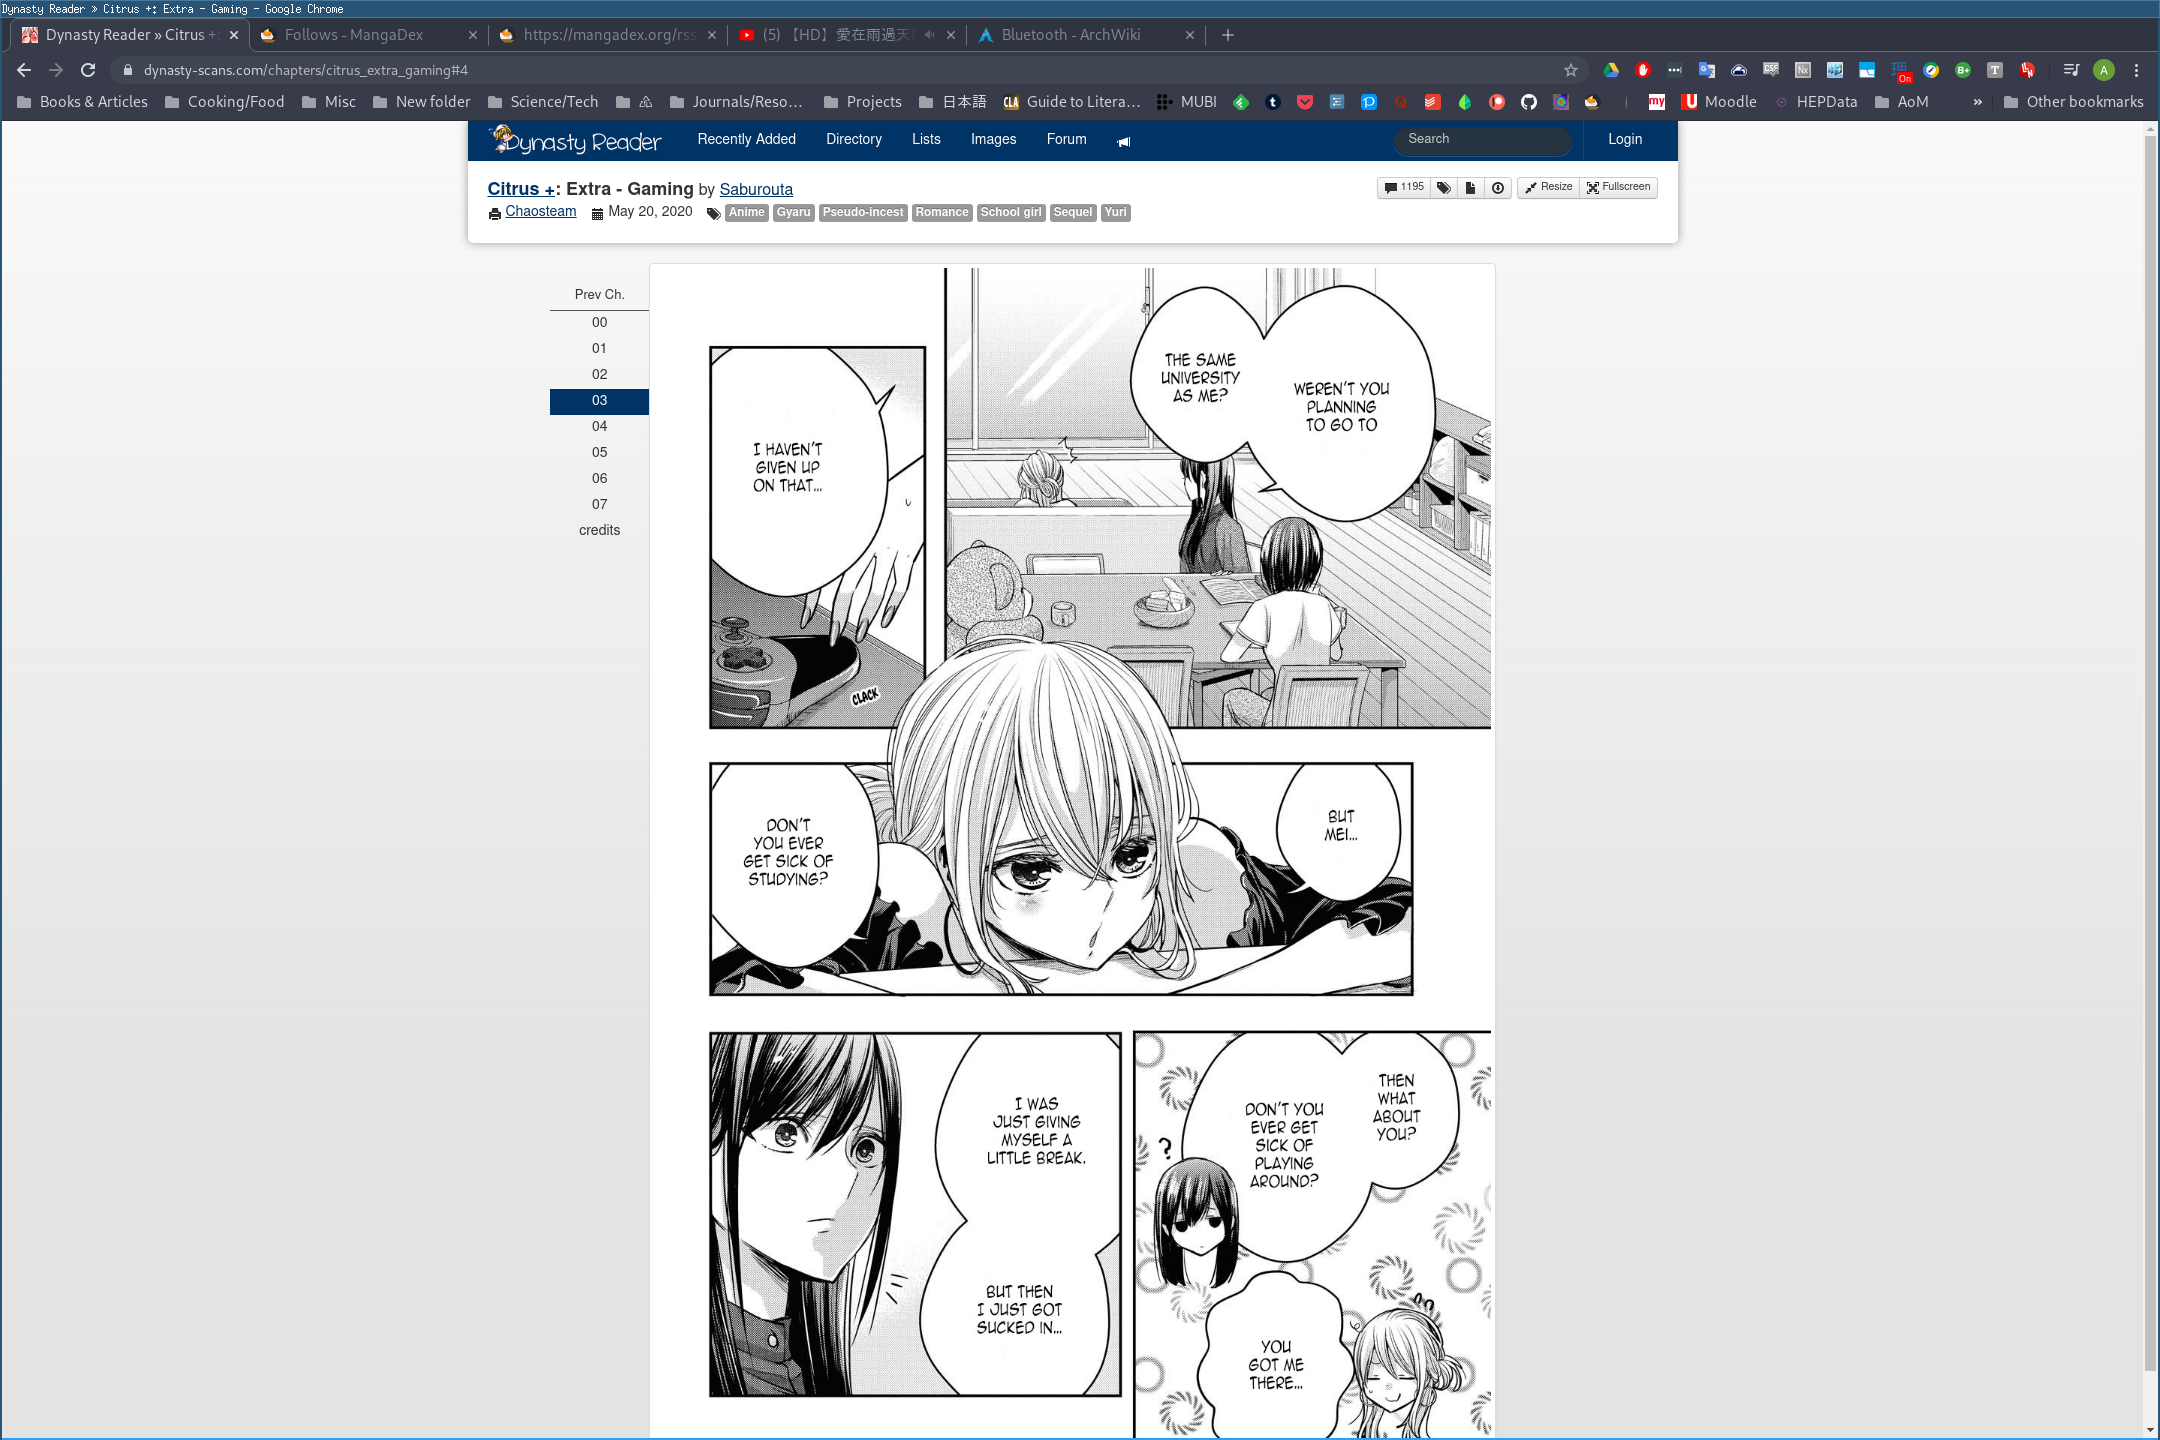 Dynasty Reader » Citrus +: Extra - Gaming - Google Chrome
Dynasty Reader » Citrus +:
Follows - MangaDex
https://mangadex.org/rss
(5) 【HD】愛在雨過天
Bluetooth - ArchWiki
dynasty-scans.com/chapters/citrus_extra_gaming#4
On
A
Books & Articles
Cooking/Food
Misc
New folder
Science/Tech
Journals/Reso...
Projects
日本語
CLA
Guide to Litera...
MUBI
my
Moodle
HEPData
AoM
»
Other bookmarks
Dynasty Reader
Recently Added
Directory
Lists
Images
Forum
Search
Login
Citrus +: Extra - Gaming by Saburouta
1195
Resize
Fullscreen
Chaosteam
May 20, 2020
Anime
Gyaru
Pseudo-incest
Romance
School girl
Sequel
Yuri
Prev Ch.
00
01
02
03
04
05
06
07
credits
WEREN'T YOU
PLANNING
TO GO TO
THE SAME
UNIVERSITY
AS ME?
I HAVEN'T
GIVEN UP
ON THAT...
CLACK
BUT
MEI...
DON'T
YOU EVER
GET SICK OF
STUDYING?
THEN
WHAT
ABOUT
YOU?
DON'T YOU
EVER GET
SICK OF
PLAYING
AROUND?
?
YOU
GOT ME
THERE...
I WAS
JUST GIVING
MYSELF A
LITTLE BREAK.
BUT THEN
I JUST GOT
SUCKED IN...